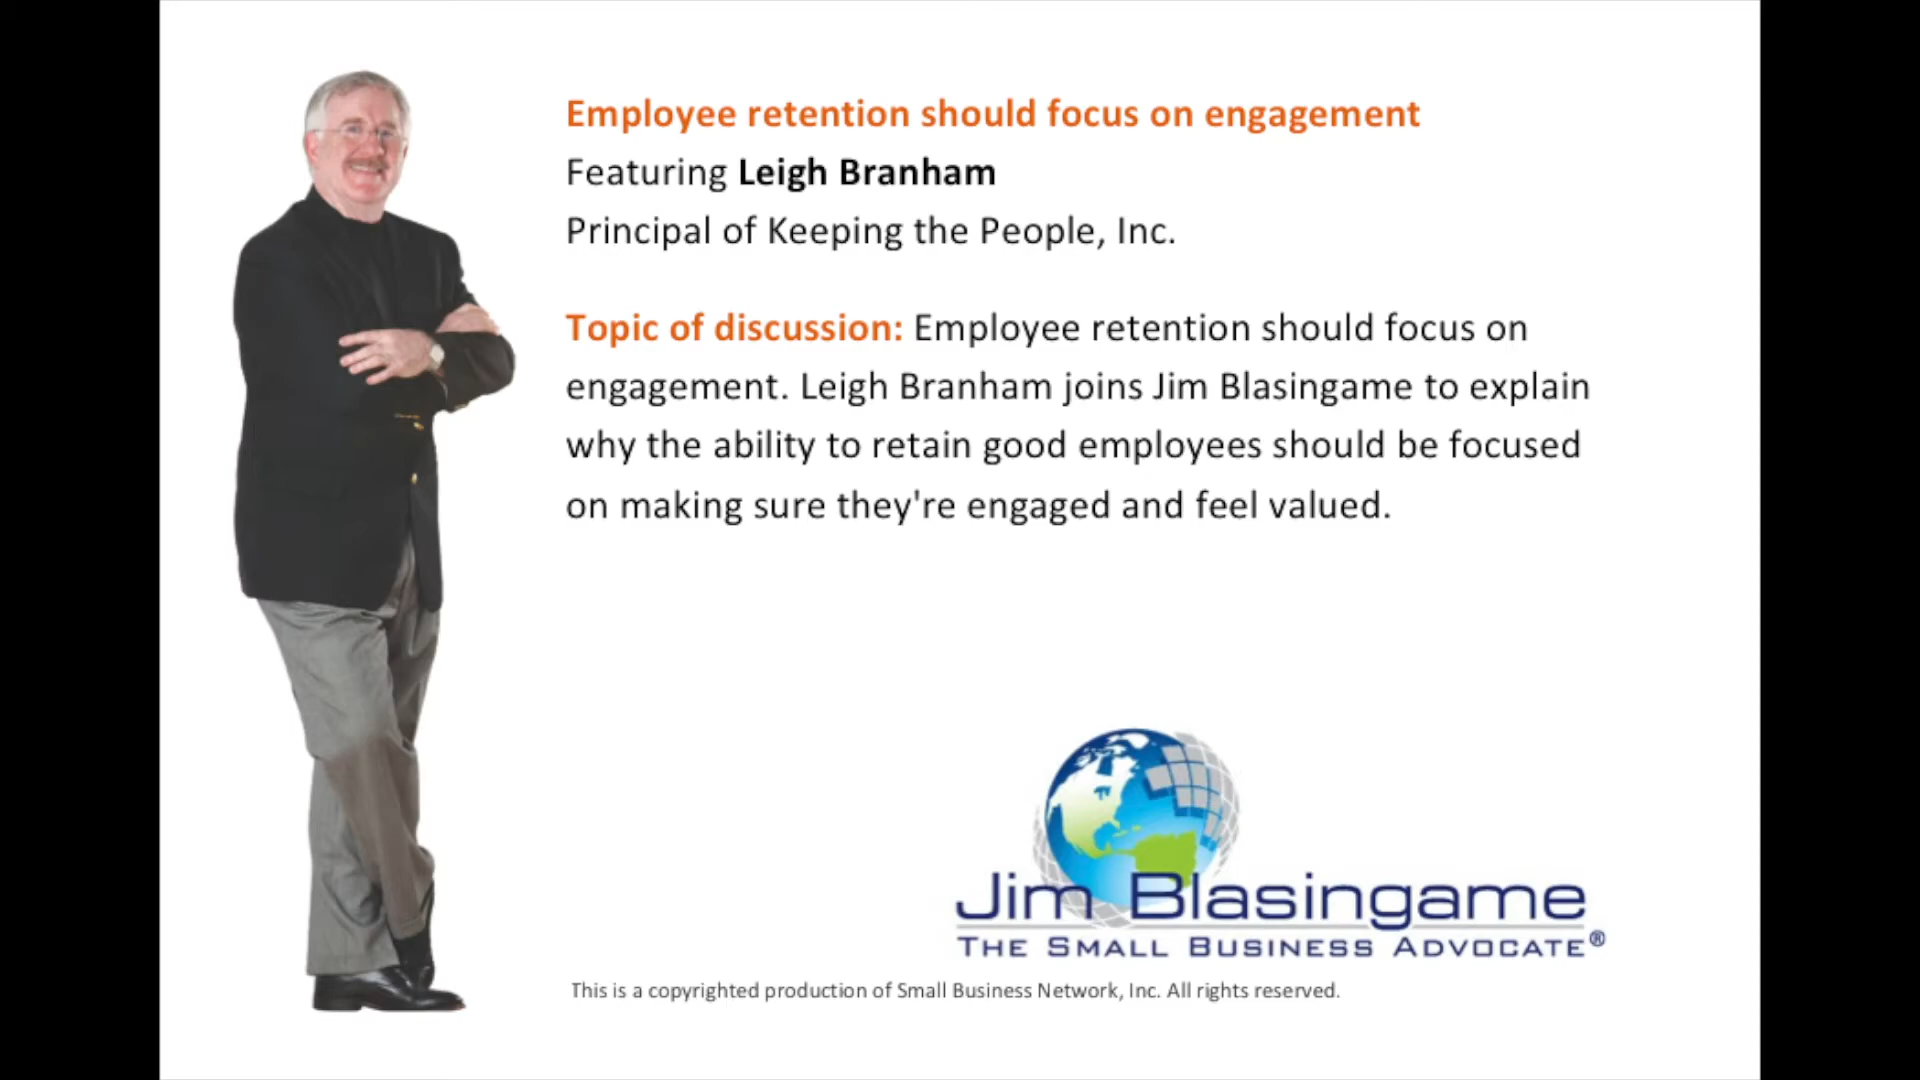 Employee retention should focus on engagement
Featuring Leigh Branham
Principal of Keeping the People, Inc.
Topic of discussion: Employee retention should focus on
engagement. Leigh Branham joins Jim Blasingame to explain
why the ability to retain good employees should be focused
on making sure they're engaged and feel valued.
Jim Blasingame
THE SMALL BUSINESS ADVOCATE®
This is a copyrighted production of Small Business Network, Inc. All rights reserved.